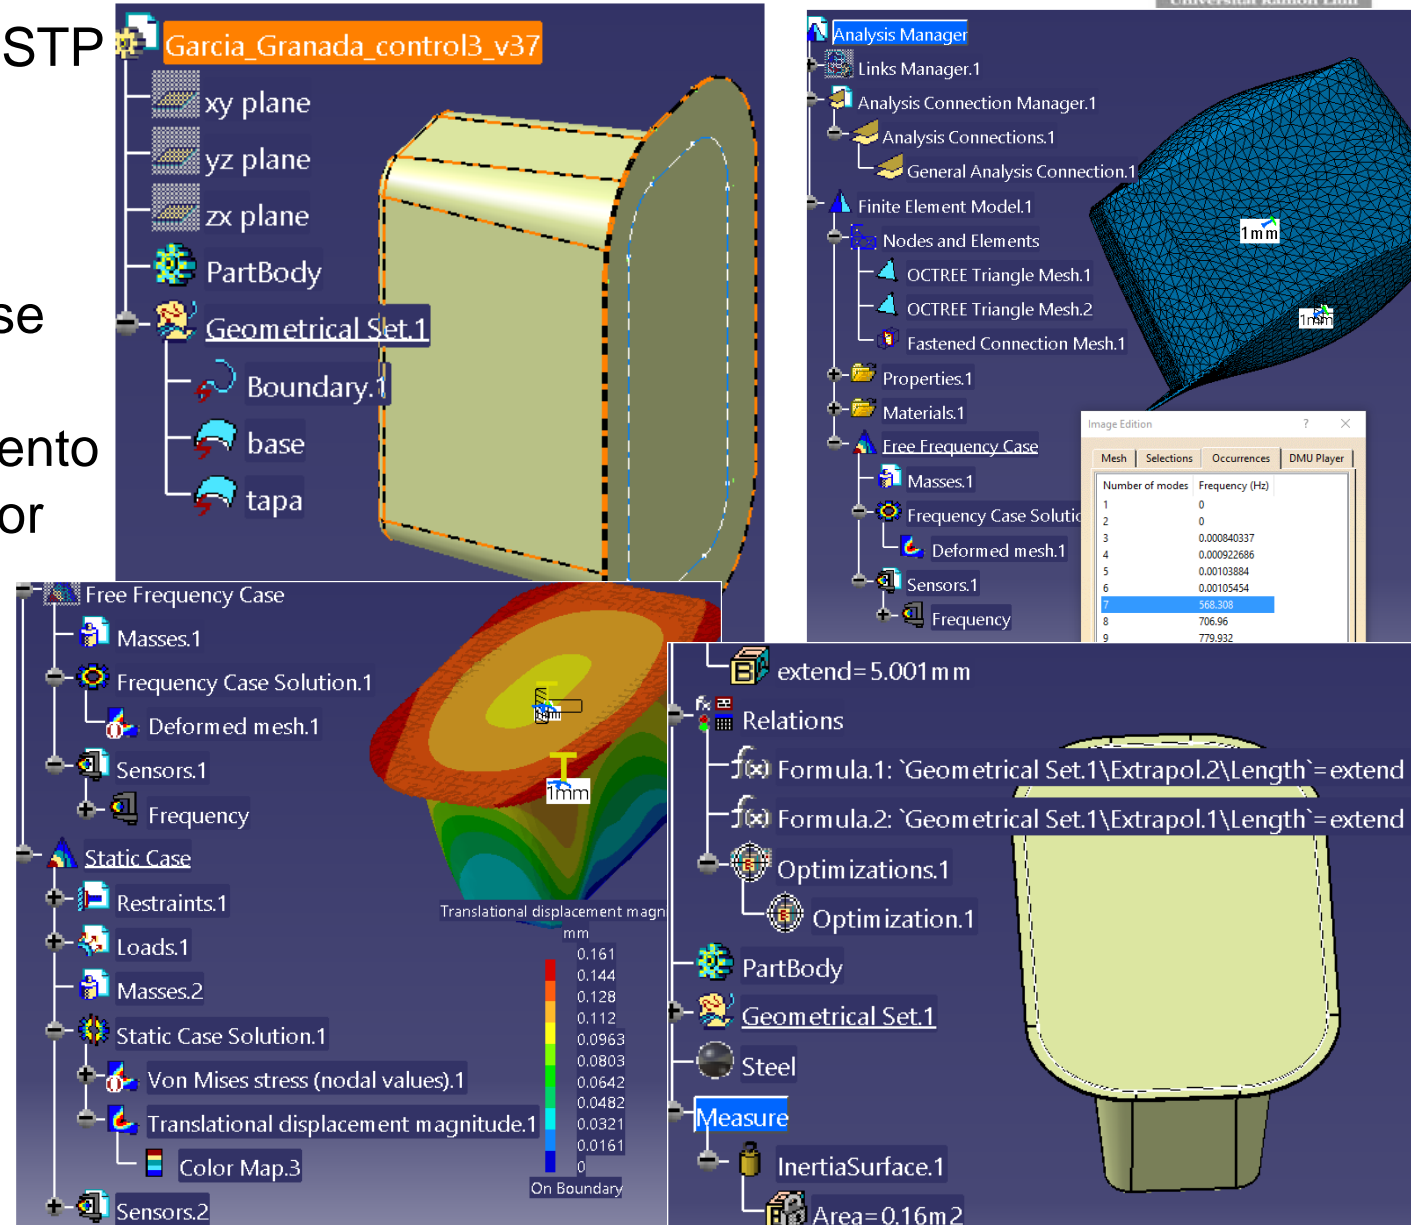 Universitat Ramon Llull
STP
se
ento
or
Garcia_Granada_control3_v37
xy plane
yz plane
zx plane
PartBody
Geometrical Set.1
Boundary.1
base
tapa
Analysis Manager
Links Manager.1
Analysis Connection Manager.1
Analysis Connections.1
General Analysis Connection.1
Finite Element Model.1
Nodes and Elements
OCTREE Triangle Mesh.1
OCTREE Triangle Mesh.2
Fastened Connection Mesh.1
Properties.1
Materials.1
Free Frequency Case
Masses.1
Frequency Case Solutio
Deformed mesh.1
Sensors.1
Frequency
1mm
1mm
Image Edition
? ×
Mesh Selections Occurrences DMU Player
Number of modes Frequency (Hz)
1 0
2 0
3 0.000840337
4 0.000922686
5 0.00103884
6 0.00105454
7 568.308
8 706.96
9 779.932
Free Frequency Case
Masses.1
Frequency Case Solution.1
Deformed mesh.1
Sensors.1
Frequency
Static Case
Restraints.1
Loads.1
Masses.2
Static Case Solution.1
Von Mises stress (nodal values).1
Translational displacement magnitude.1
Color Map.3
Sensors.2
1mm
Translational displacement magn
mm
0.161
0.144
0.128
0.112
0.0963
0.0803
0.0642
0.0482
0.0321
0.0161
0
On Boundary
extend=5.001mm
Relations
Formula.1: `Geometrical Set.1\Extrapol.2\Length`=extend
Formula.2: `Geometrical Set.1\Extrapol.1\Length`=extend
Optimizations.1
Optimization.1
PartBody
Geometrical Set.1
Steel
Measure
InertiaSurface.1
Area=0.16m2